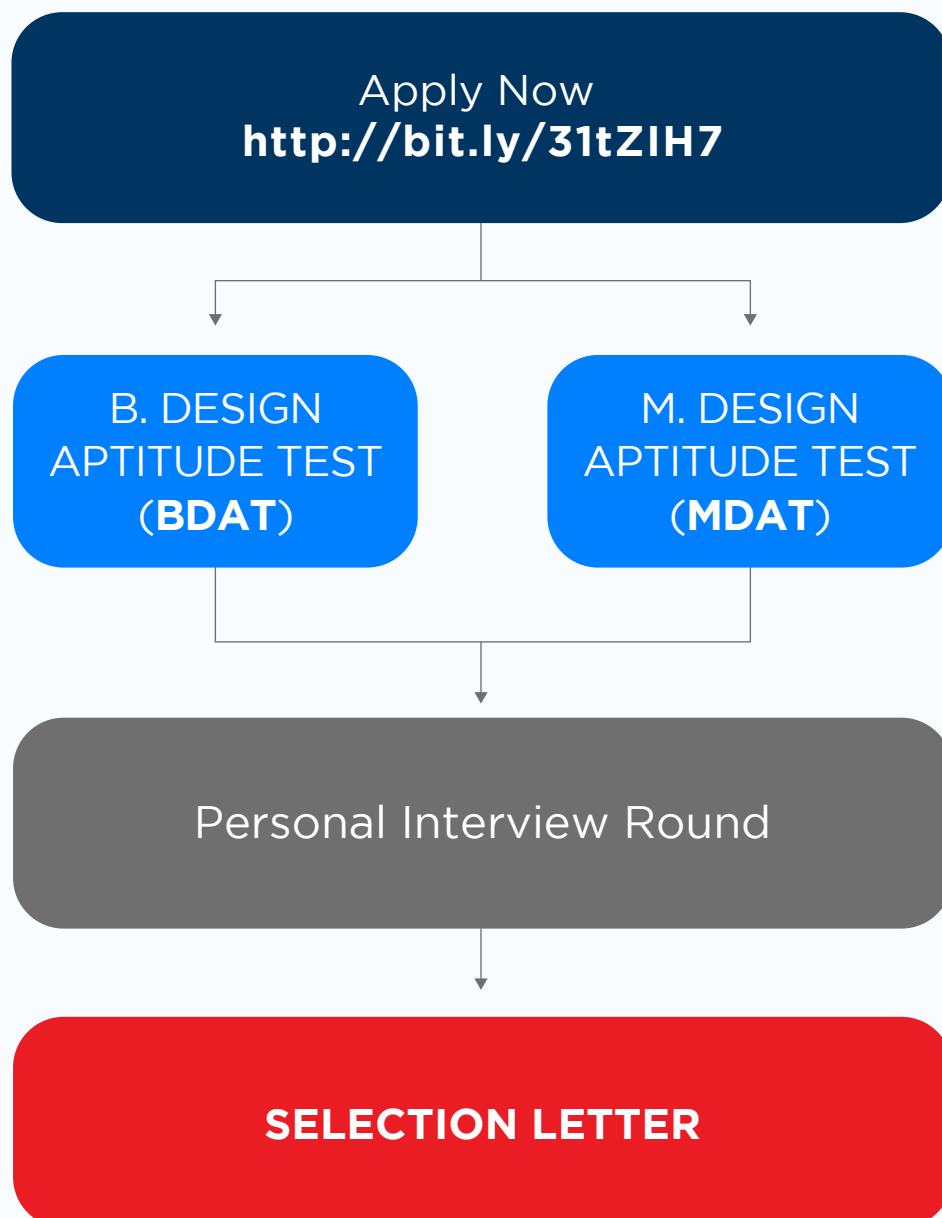 Apply Now
http://bit.ly/31tZIH7
B. DESIGN
APTITUDE TEST
(BDAT)
M. DESIGN
APTITUDE TEST
(MDAT)
Personal Interview Round
SELECTION LETTER